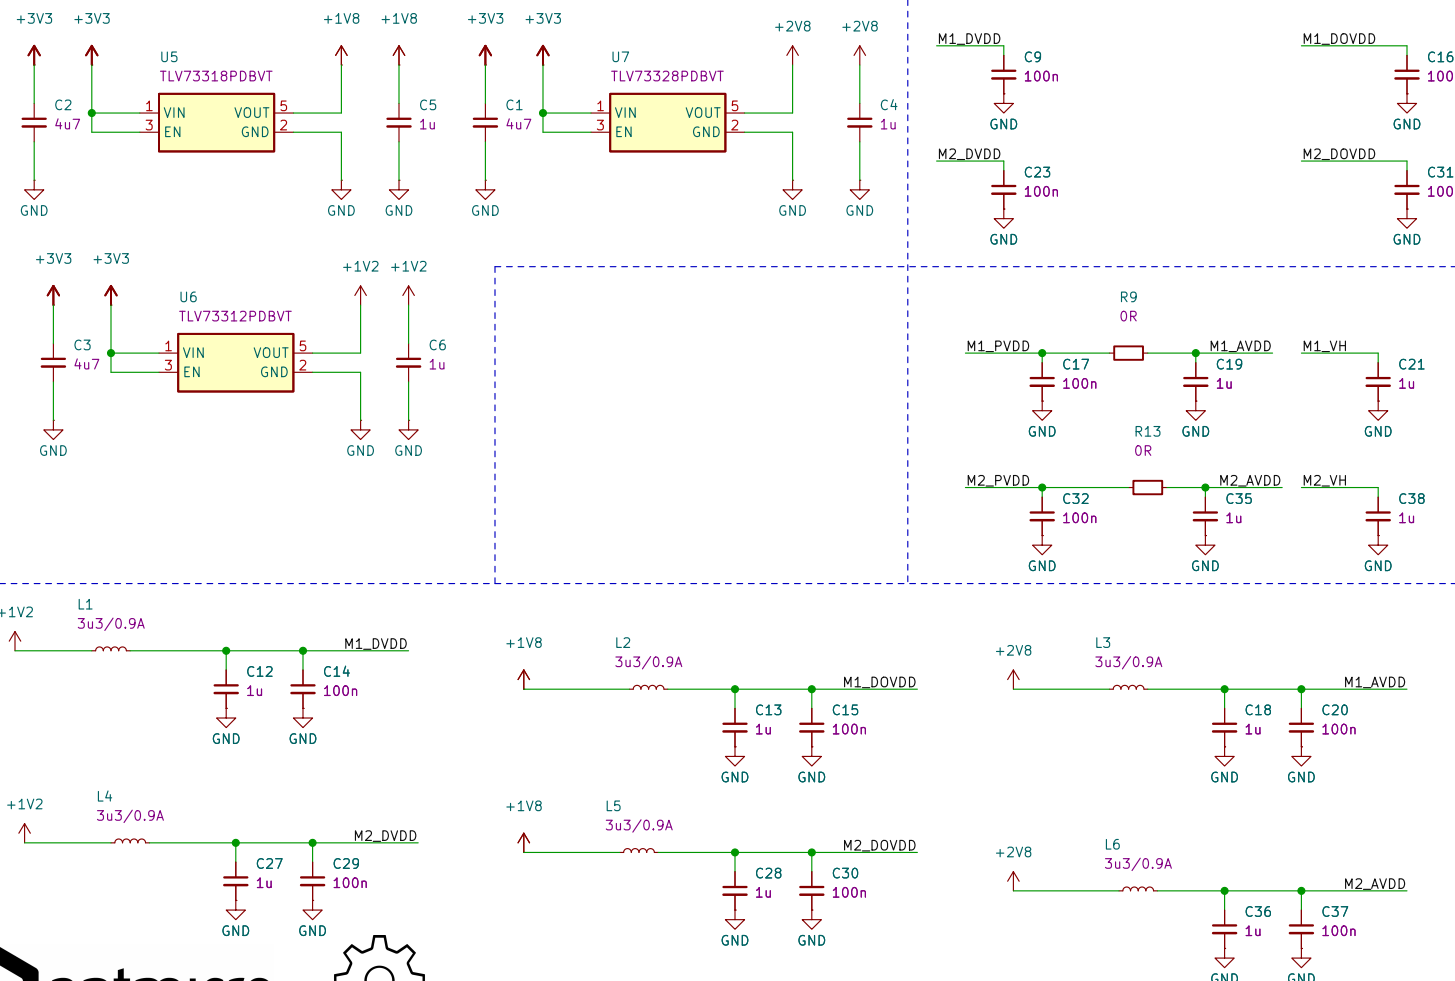 +3V3 +3V3 +1V8 +1V8 +3V3 +3V3 +2V8 +2V8
U5
TLV73318PDBVT
C2
4u7
1 VIN VOUT 5
3 EN GND 2
C5
1u
GND GND GND
U7
TLV73328PDBVT
C1
4u7
1 VIN VOUT 5
3 EN GND 2
C4
1u
GND GND GND
M1_DVDD
C9
100n
GND
M1_DOVDD
C16
100
GND
M2_DVDD
C23
100n
GND
M2_DOVDD
C31
100
GND
+3V3 +3V3 +1V2 +1V2
U6
TLV73312PDBVT
C3
4u7
1 VIN VOUT 5
3 EN GND 2
C6
1u
GND GND GND
R9
0R
M1_PVDD M1_AVDD M1_VH
C17
100n
C19
1u
C21
1u
GND GND GND
R13
0R
M2_PVDD M2_AVDD M2_VH
C32
100n
C35
1u
C38
1u
GND GND GND
+1V2
L1
3u3/0.9A
M1_DVDD
C12
1u
C14
100n
GND GND
+1V8
L2
3u3/0.9A
M1_DOVDD
C13
1u
C15
100n
GND GND
+2V8
L3
3u3/0.9A
M1_AVDD
C18
1u
C20
100n
GND GND
+1V2
L4
3u3/0.9A
M2_DVDD
C27
1u
C29
100n
GND GND
+1V8
L5
3u3/0.9A
M2_DOVDD
C28
1u
C30
100n
GND GND
+2V8
L6
3u3/0.9A
M2_AVDD
C36
1u
C37
100n
GND GND